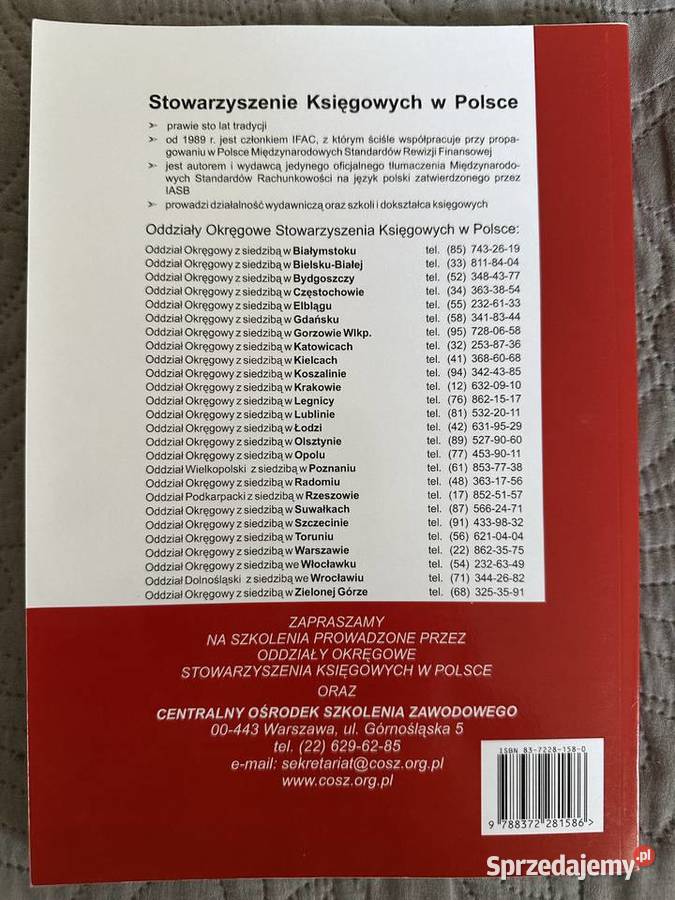 Stowarzyszenie Księgowych w Polsce
➢ prawie sto lat tradycji
➢ od 1989 r. jest członkiem IFAC, z którym ściśle współpracuje przy propa-
gowaniu w Polsce Międzynarodowych Standardów Rewizji Finansowej
➢ jest autorem i wydawcą jedynego oficjalnego tłumaczenia Międzynarodo-
wych Standardów Rachunkowości na język polski zatwierdzonego przez
IASB
➢ prowadzi działalność wydawniczą oraz szkoli i dokształca księgowych
Oddziały Okręgowe Stowarzyszenia Księgowych w Polsce:
Oddział Okręgowy z siedzibą w Białymstoku tel. (85) 743-26-19
Oddział Okręgowy z siedzibą w Bielsku-Białej tel. (33) 811-84-04
Oddział Okręgowy z siedzibą w Bydgoszczy tel. (52) 348-43-77
Oddział Okręgowy z siedzibą w Częstochowie tel. (34) 363-38-54
Oddział Okręgowy z siedzibą w Elblągu tel. (55) 232-61-33
Oddział Okręgowy z siedzibą w Gdańsku tel. (58) 341-83-44
Oddział Okręgowy z siedzibą w Gorzowie Wlkp. tel. (95) 728-06-58
Oddział Okręgowy z siedzibą w Katowicach tel. (32) 253-87-36
Oddział Okręgowy z siedzibą w Kielcach tel. (41) 368-60-68
Oddział Okręgowy z siedzibą w Koszalinie tel. (94) 342-43-85
Oddział Okręgowy z siedzibą w Krakowie tel. (12) 632-09-10
Oddział Okręgowy z siedzibą w Legnicy tel. (76) 862-15-17
Oddział Okręgowy z siedzibą w Lublinie tel. (81) 532-20-11
Oddział Okręgowy z siedzibą w Łodzi tel. (42) 631-95-29
Oddział Okręgowy z siedzibą w Olsztynie tel. (89) 527-90-60
Oddział Okręgowy z siedzibą w Opolu tel. (77) 453-90-11
Oddział Wielkopolski z siedzibą w Poznaniu tel. (61) 853-77-38
Oddział Okręgowy z siedzibą w Radomiu tel. (48) 363-17-56
Oddział Podkarpacki z siedzibą w Rzeszowie tel. (17) 852-51-57
Oddział Okręgowy z siedzibą w Suwałkach tel. (87) 566-24-71
Oddział Okręgowy z siedzibą w Szczecinie tel. (91) 433-98-32
Oddział Okręgowy z siedzibą w Toruniu tel. (56) 621-04-04
Oddział Okręgowy z siedzibą w Warszawie tel. (22) 862-35-75
Oddział Okręgowy z siedzibą we Włocławku tel. (54) 232-63-49
Oddział Dolnośląski z siedzibą we Wrocławiu tel. (71) 344-26-82
Oddział Okręgowy z siedzibą w Zielonej Górze tel. (68) 325-35-91
ZAPRASZAMY
NA SZKOLENIA PROWADZONE PRZEZ
ODDZIAŁY OKRĘGOWE
STOWARZYSZENIA KSIĘGOWYCH W POLSCE
ORAZ
CENTRALNY OŚRODEK SZKOLENIA ZAWODOWEGO
00-443 Warszawa, ul. Górnośląska 5
tel. (22) 629-62-85
e-mail: sekretariat@cosz.org.pl
www.cosz.org.pl
ISBN 83-7228-158-0
9 788372 281586>
Sprzedajemy.pl